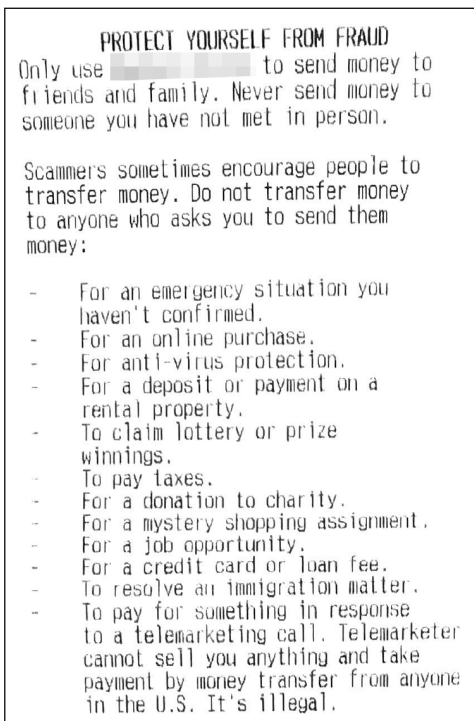 PROTECT YOURSELF FROM FRAUD
Only use to send money to
friends and family. Never send money to
someone you have not met in person.
Scammers sometimes encourage people to
transfer money. Do not transfer money
to anyone who asks you to send them
money:
- For an emergency situation you
haven't confirmed.
- For an online purchase.
- For anti-virus protection.
- For a deposit or payment on a
rental property.
- To claim lottery or prize
winnings.
- To pay taxes.
- For a donation to charity.
- For a mystery shopping assignment.
- For a job opportunity.
- For a credit card or loan fee.
- To resolve an immigration matter.
- To pay for something in response
to a telemarketing call. Telemarketer
cannot sell you anything and take
payment by money transfer from anyone
in the U.S. It's illegal.